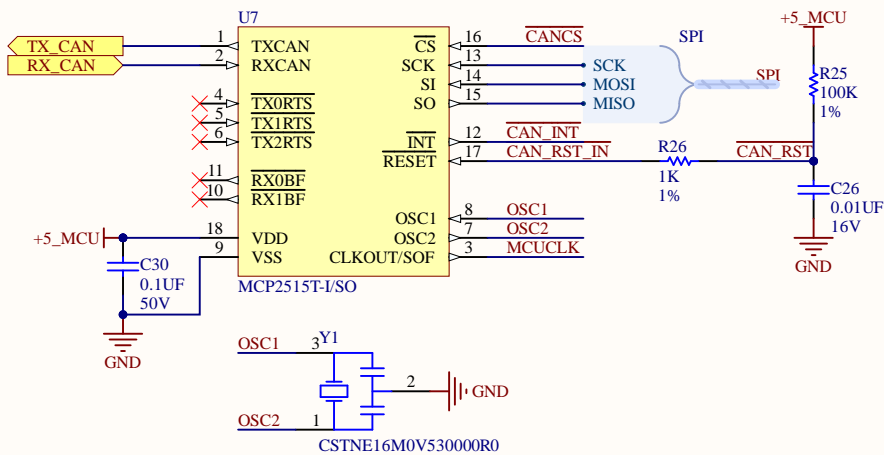 U7
+5_MCU
TX_CAN
1
TXCAN
CS
16
CANCS
SPI
RX_CAN
2
RXCAN
SCK
13
SCK
SI
14
MOSI
SPI
R25
100K
1%
4
TX0RTS
SO
15
MISO
5
TX1RTS
6
TX2RTS
INT
12
CAN_INT
RESET
17
CAN_RST_IN
R26
1K
1%
CAN_RST
11
RX0BF
10
RX1BF
C26
0.01UF
16V
GND
OSC1
8
OSC1
+5_MCU
18
VDD
OSC2
7
OSC2
9
VSS
CLKOUT/SOF
3
MCUCLK
C30
0.1UF
50V
GND
MCP2515T-I/SO
OSC1
3
Y1
2
GND
OSC2
1
CSTNE16M0V530000R0